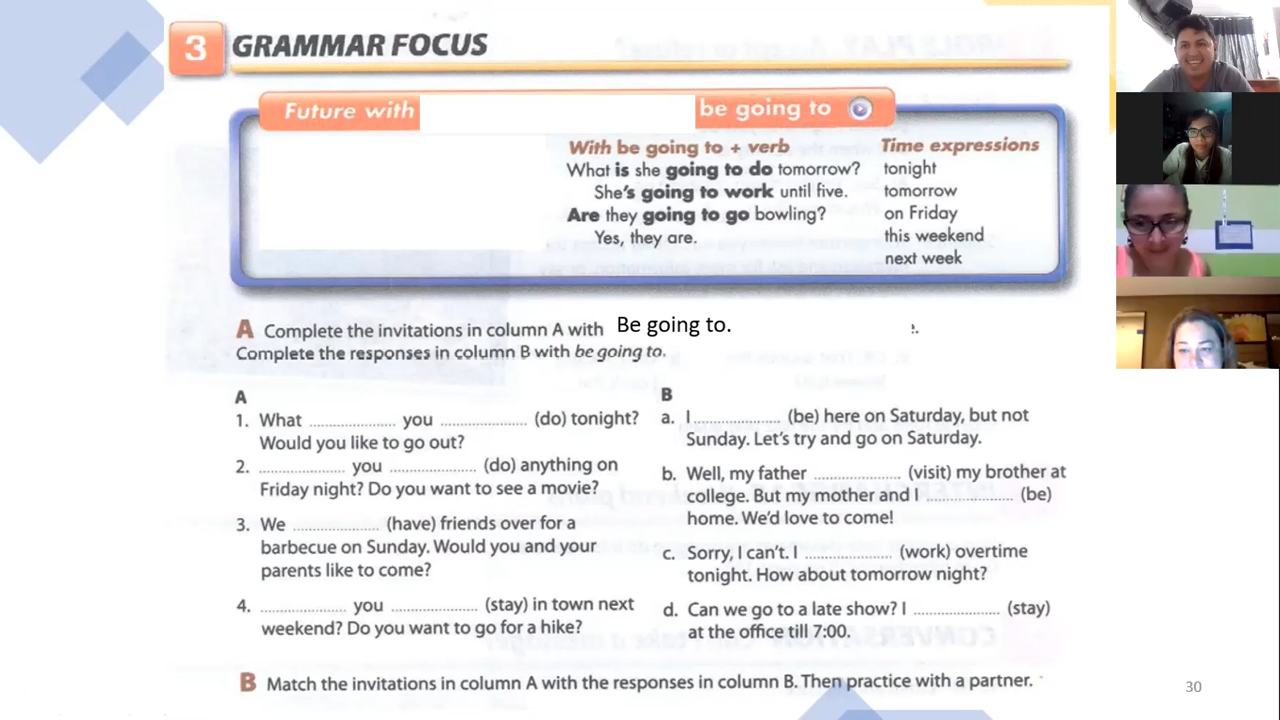 3 GRAMMAR FOCUS
Future with be going to
With be going to + verb
What is she going to do tomorrow?
She's going to work until five.
Are they going to go bowling?
Yes, they are.
Time expressions
tonight
tomorrow
on Friday
this weekend
next week
A Complete the invitations in column A with Be going to. .
Complete the responses in column B with be going to.
A
1. What ............... you ............... (do) tonight?
Would you like to go out?
2. ............... you ............... (do) anything on
Friday night? Do you want to see a movie?
3. We ............... (have) friends over for a
barbecue on Sunday. Would you and your
parents like to come?
4. ............... you ............... (stay) in town next
weekend? Do you want to go for a hike?
B
a. I ............... (be) here on Saturday, but not
Sunday. Let's try and go on Saturday.
b. Well, my father ............... (visit) my brother at
college. But my mother and I ............... (be)
home. We'd love to come!
c. Sorry, I can't. I ............... (work) overtime
tonight. How about tomorrow night?
d. Can we go to a late show? I ............... (stay)
at the office till 7:00.
B Match the invitations in column A with the responses in column B. Then practice with a partner.
30